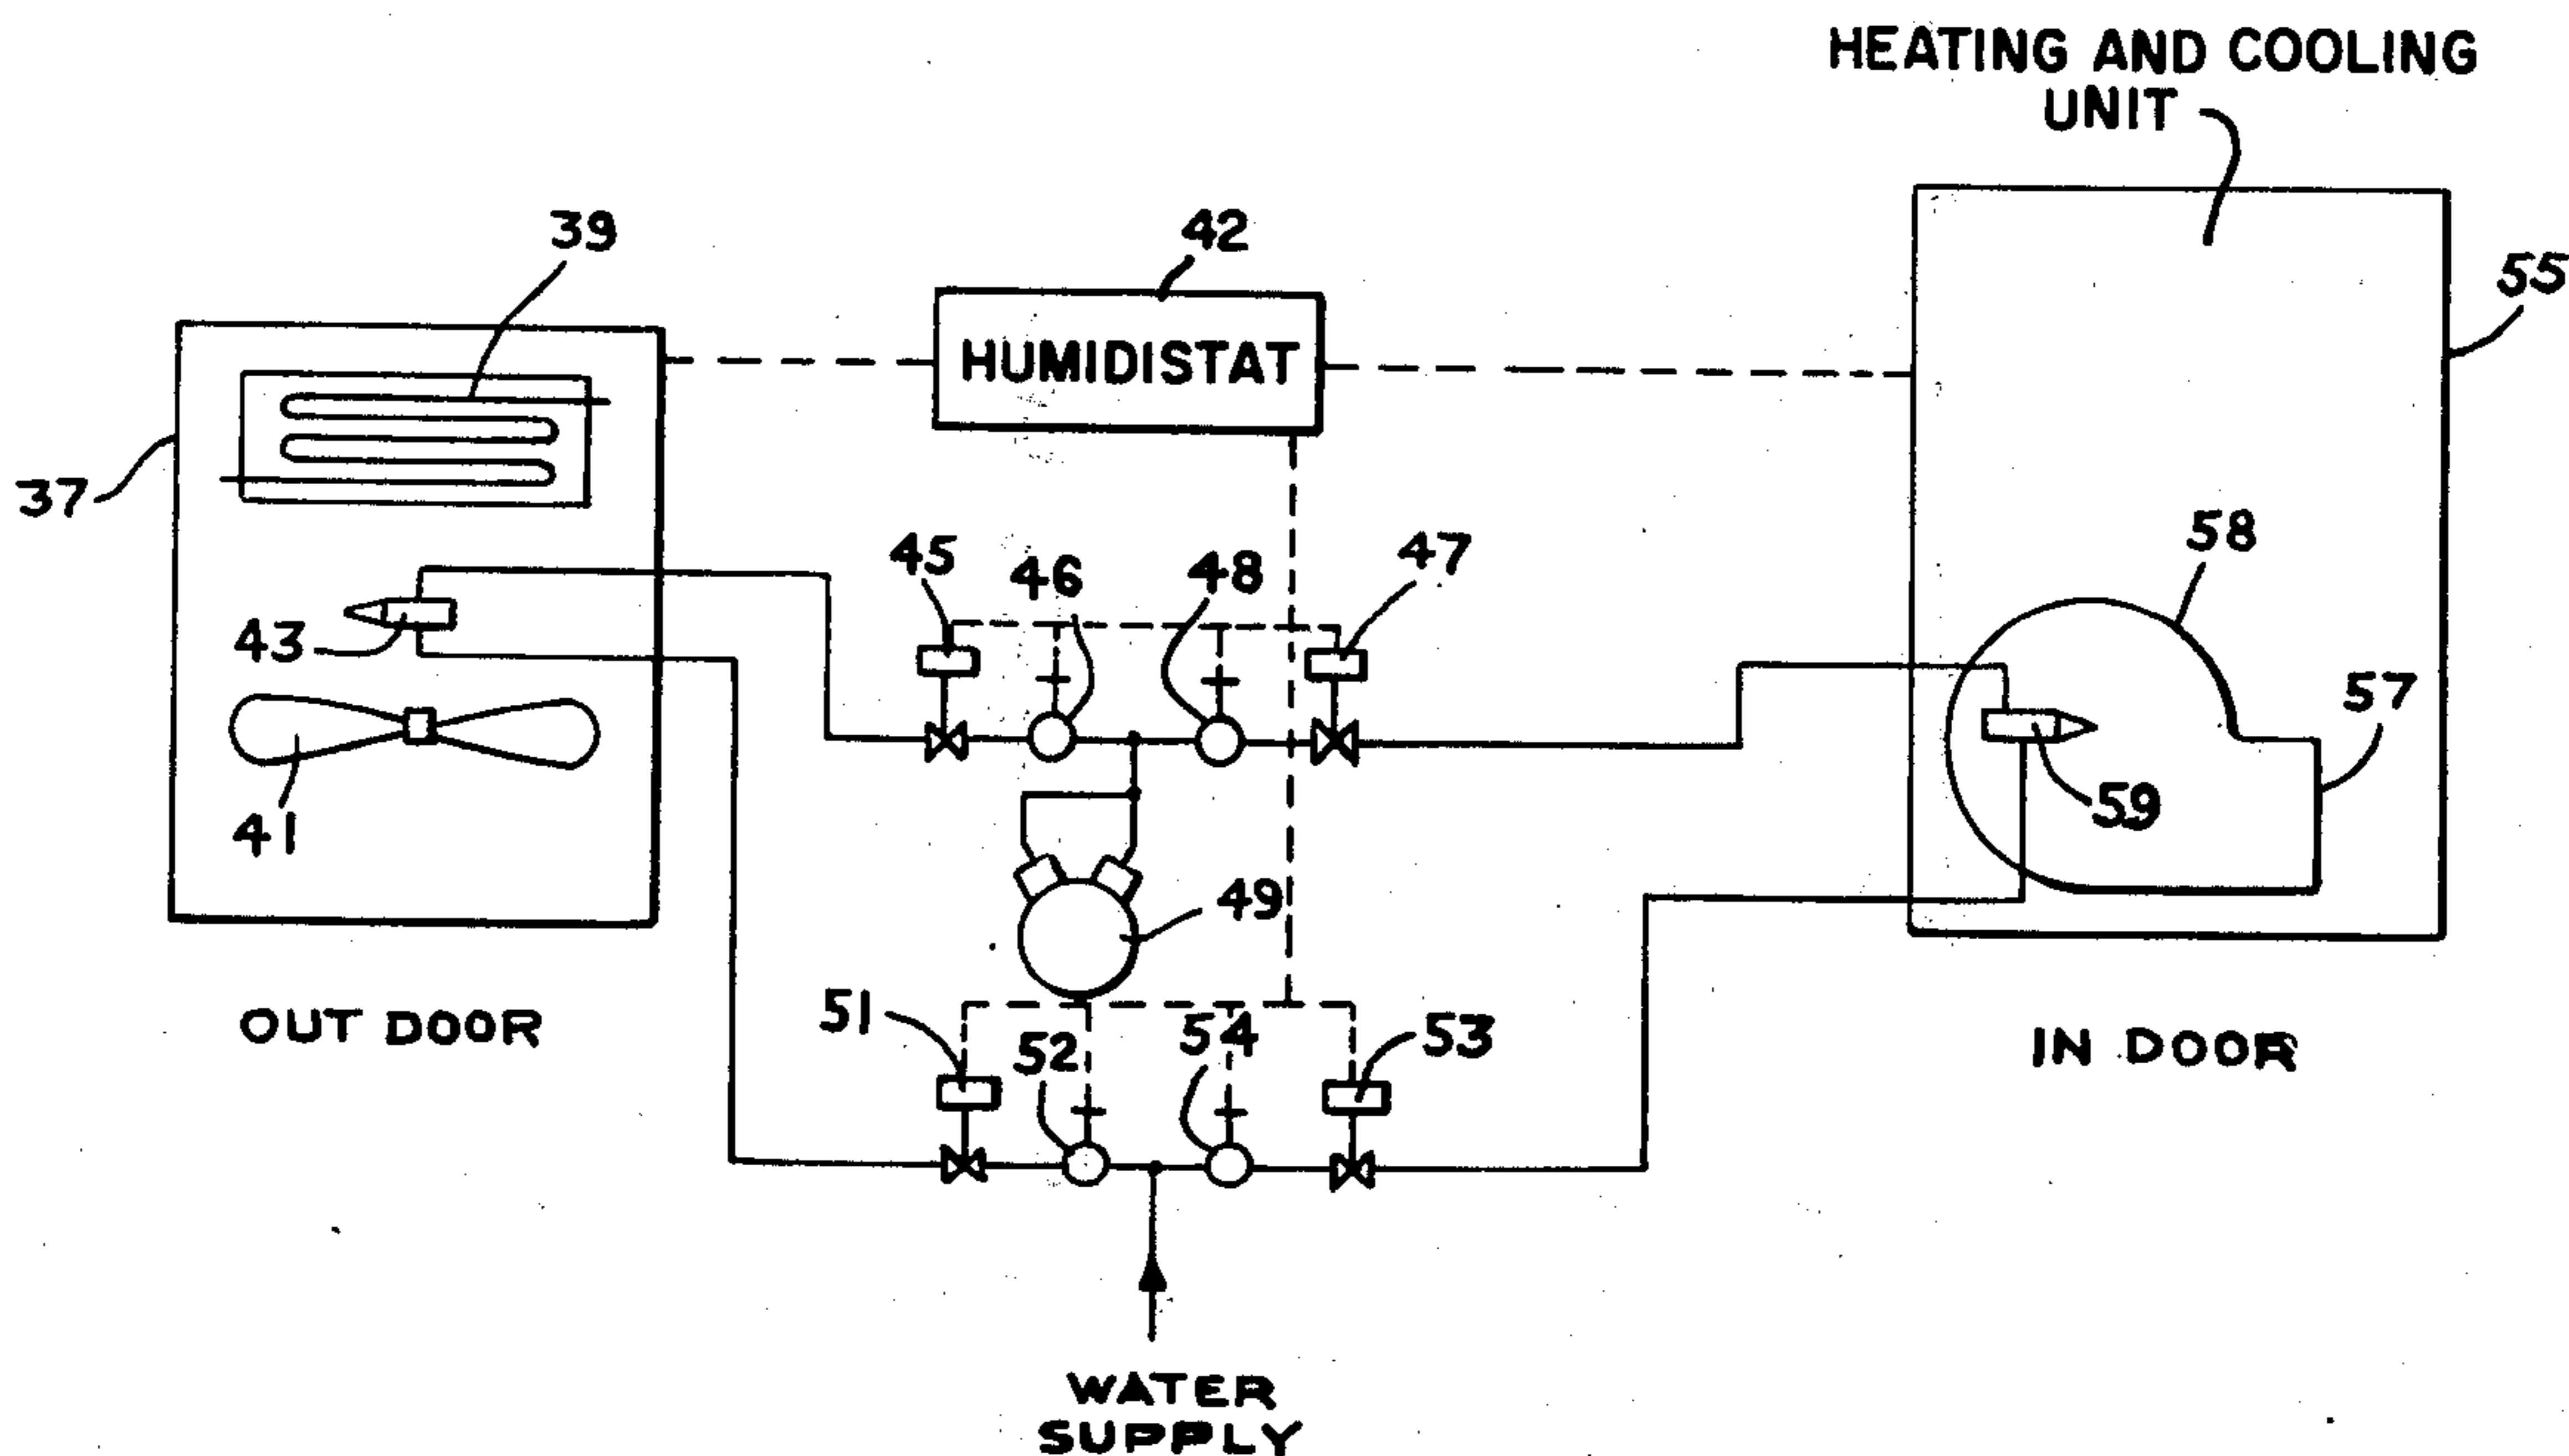 HEATING AND COOLING
UNIT
39
42
55
HUMIDISTAT
37
45
46
48
47
58
43
57
41
59
49
51
52
54
53
OUT DOOR
IN DOOR
WATER
SUPPLY